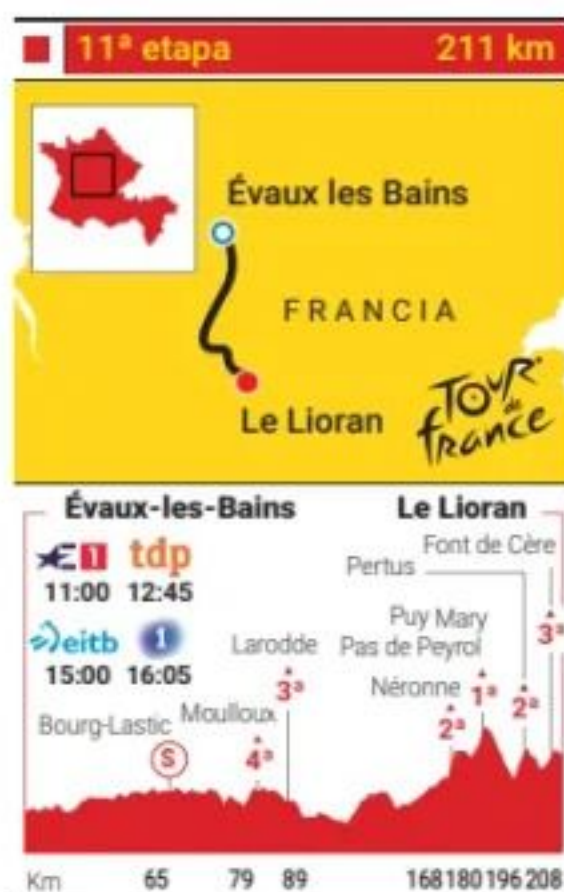 11ª etapa 211 km
Évaux les Bains
FRANCIA
Le Lioran
TOUR de france
Évaux-les-Bains Le Lioran
Font de Cère
E 1 tdp
Pertus
11:00 12:45
3ª
Puy Mary
eitb 1
Larodde Pas de Peyrol
15:00 16:05
3ª Néronne 1ª 2ª
Bourg-Lastic Moulloux
2ª
S 4ª
Km 65 79 89 168 180 196 208